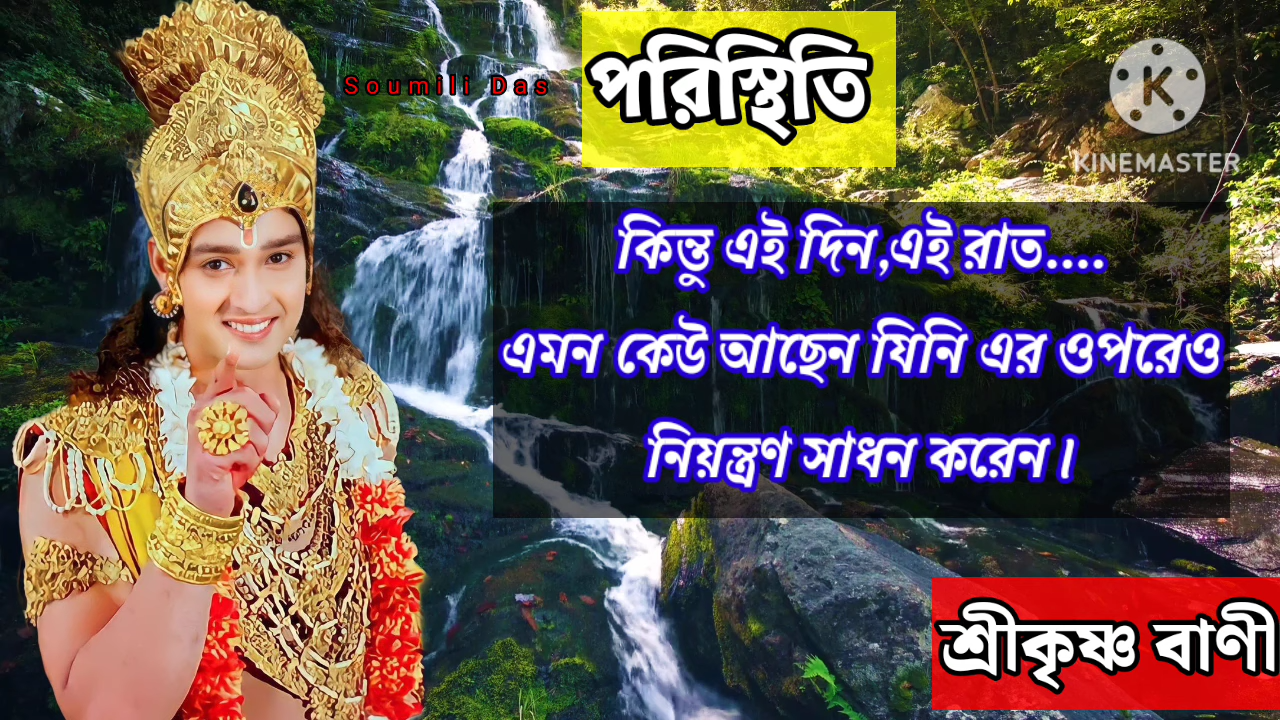 Soumili Das
পরিস্থিতি
K
KINEMASTER
কিন্তু এই দিন,এই রাত....
এমন কেউ আছেন যিনি এর ওপরেও
নিয়ন্ত্রণ সাধন করেন।
শ্রীকৃষ্ণ বাণী